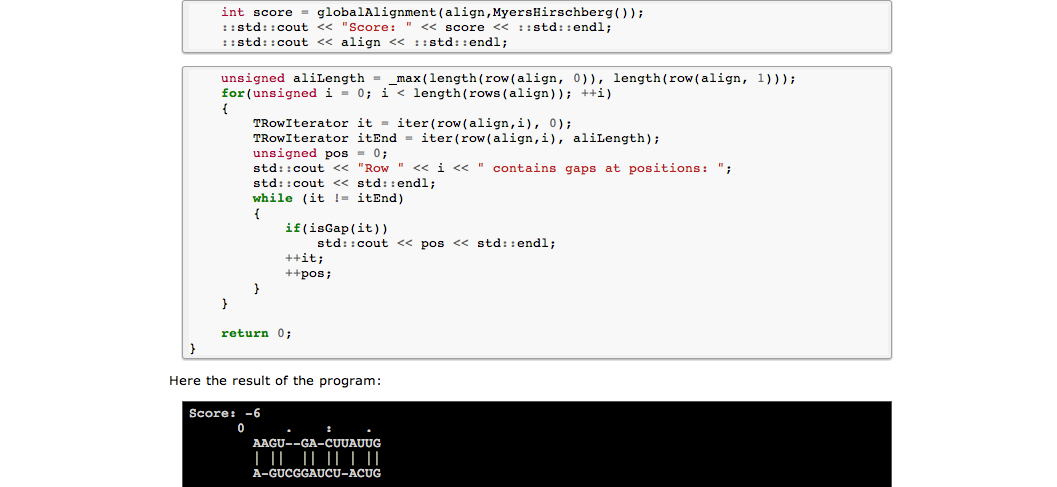 int score = globalAlignment(align,MyersHirschberg());
::std::cout << "Score: " << score << ::std::endl;
::std::cout << align << ::std::endl;
unsigned aliLength = _max(length(row(align, 0)), length(row(align, 1)));
for(unsigned i = 0; i < length(rows(align)); ++i)
{
TRowIterator it = iter(row(align,i), 0);
TRowIterator itEnd = iter(row(align,i), aliLength);
unsigned pos = 0;
std::cout << "Row " << i << " contains gaps at positions: ";
std::cout << std::endl;
while (it != itEnd)
{
if(isGap(it))
std::cout << pos << std::endl;
++it;
++pos;
}
}
return 0;
}
Here the result of the program:
Score: -6
0     .    :    .
AAGU--GA-CUUAUUG
| ||  || || | ||
A-GUCGGAUCU-ACUG